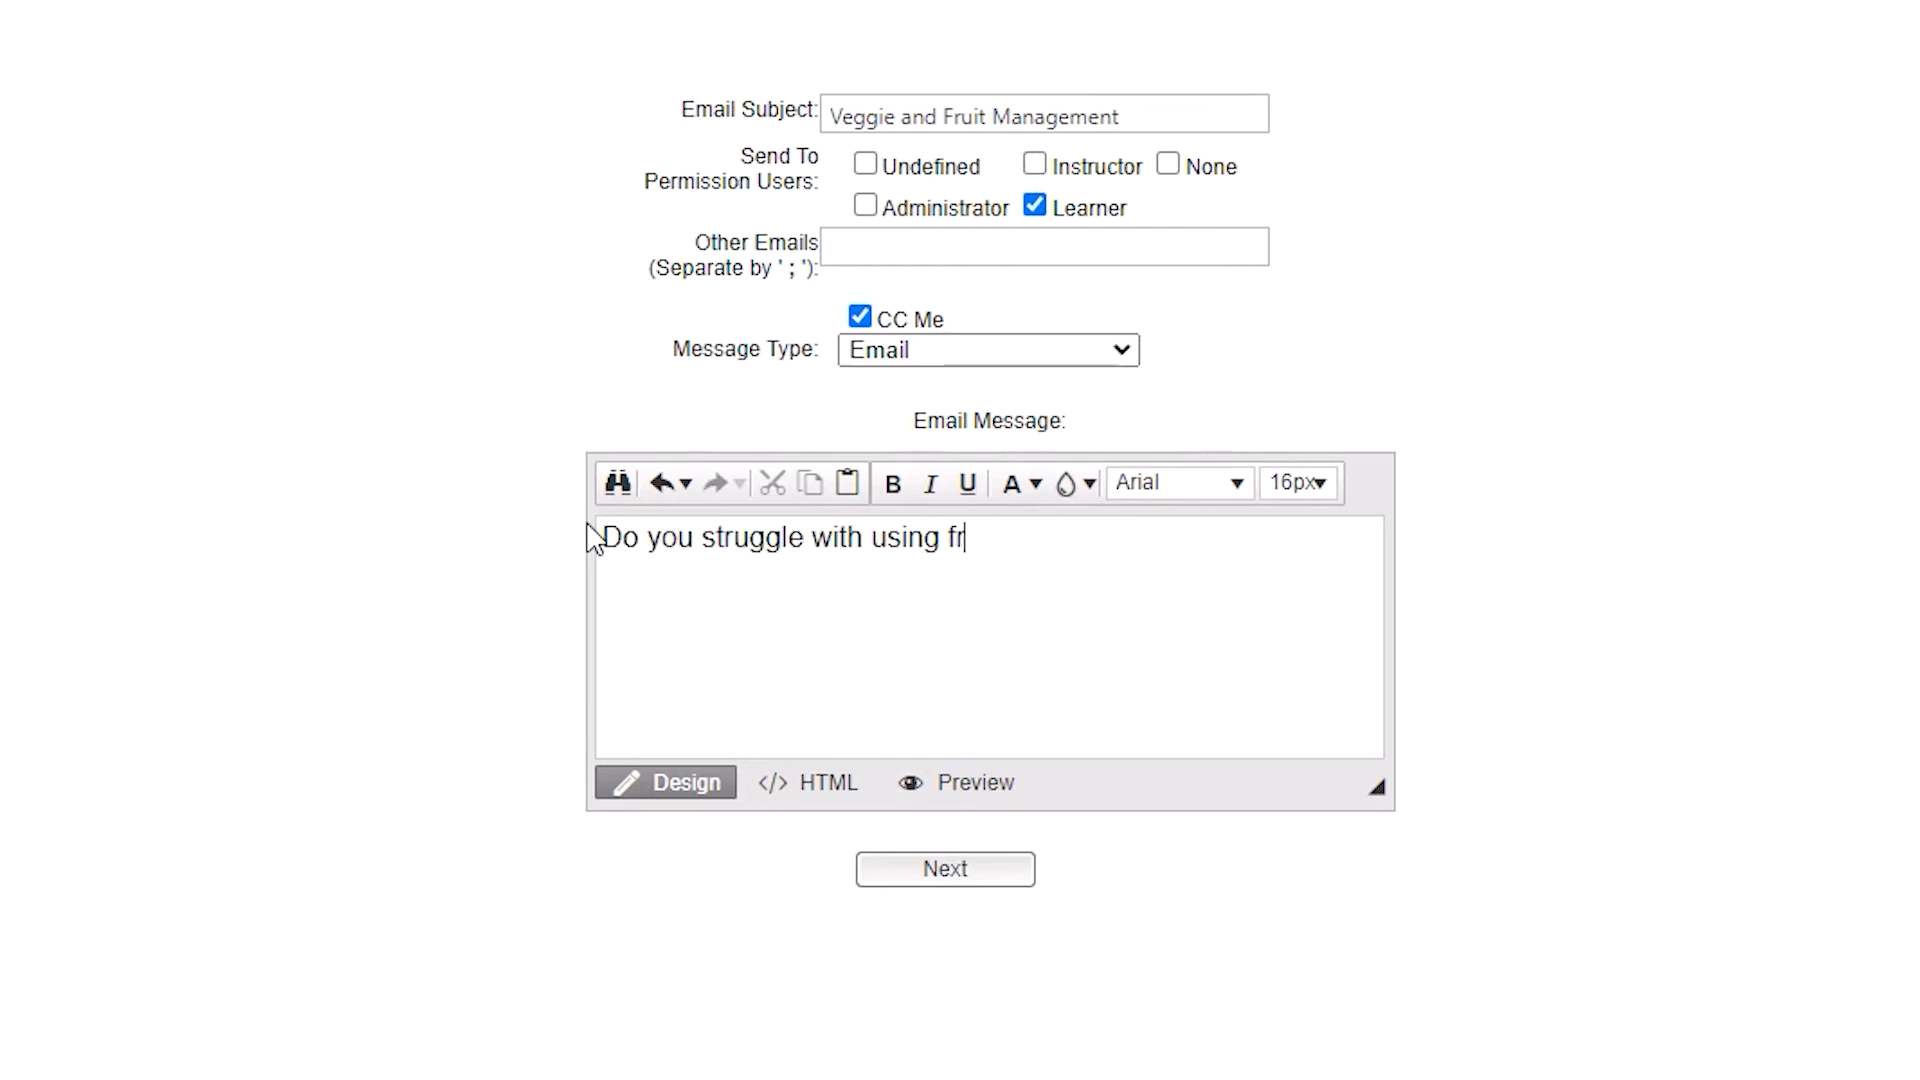 Email Subject: Veggie and Fruit Management
Send To
Permission Users:
Undefined Instructor None
Administrator Learner
Other Emails
(Separate by ' ; '):
CC Me
Message Type: Email
Email Message:
B I U A Arial 16px
Do you struggle with using fr
Design </> HTML Preview
Next